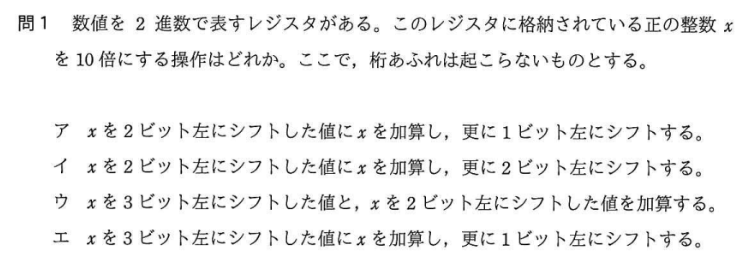 問1　数値を 2 進数で表すレジスタがある。このレジスタに格納されている正の整数 x
を 10 倍にする操作はどれか。ここで，桁あふれは起こらないものとする。
ア　x を 2 ビット左にシフトした値に x を加算し，更に 1 ビット左にシフトする。
イ　x を 2 ビット左にシフトした値に x を加算し，更に 2 ビット左にシフトする。
ウ　x を 3 ビット左にシフトした値と，x を 2 ビット左にシフトした値を加算する。
エ　x を 3 ビット左にシフトした値に x を加算し，更に 1 ビット左にシフトする。